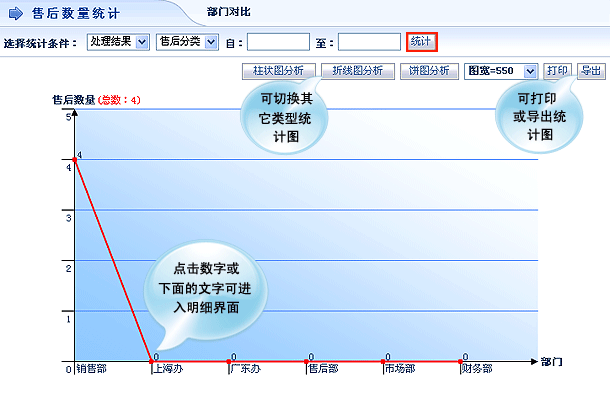 售后数量统计 部门对比
选择统计条件： 处理结果 售后分类 自： 至： 统计
柱状图分析 折线图分析 饼图分析 图宽=550 打印 导出
售后数量(总数：4)
可切换其
它类型统
计图
可打印
或导出统
计图
5
4 4
3
2
1
点击数字或
下面的文字可进
入明细界面
0 0 0 0 0
0 销售部 上海办 广东办 售后部 市场部 财务部 部门